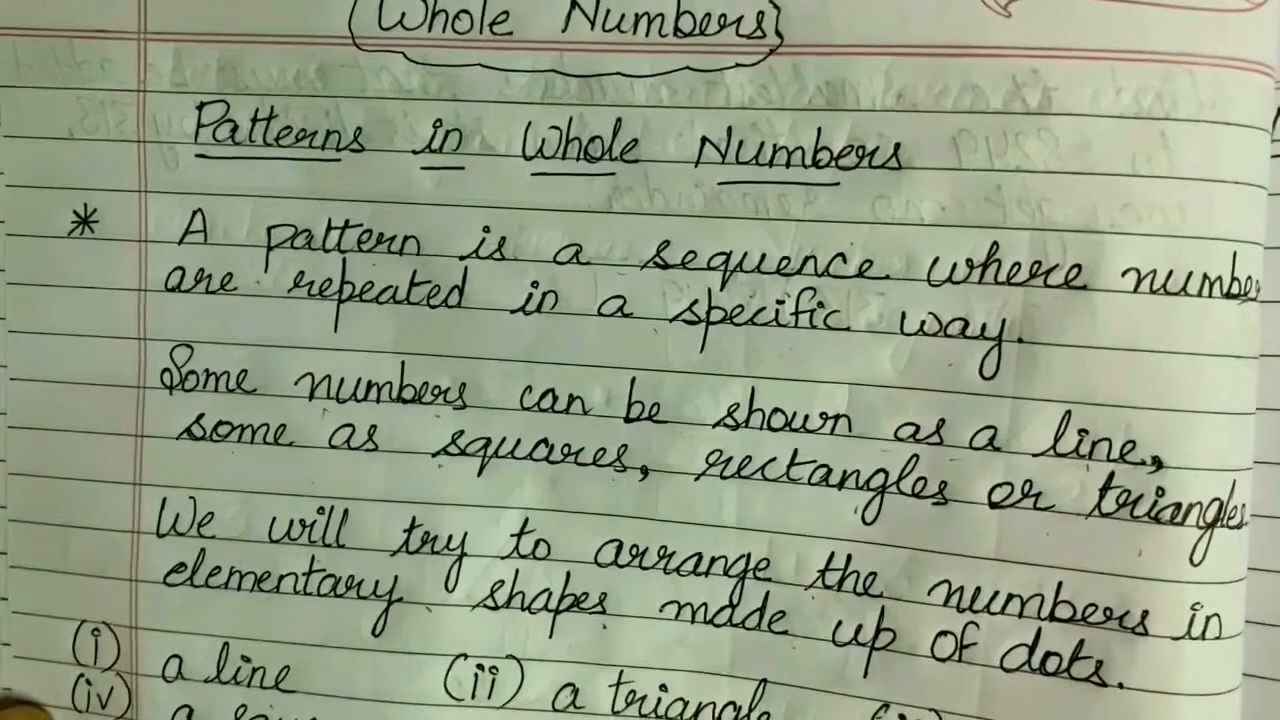 Whole Numbers
Patterns in Whole Numbers
* A pattern is a sequence where number
are repeated in a specific way.
Some numbers can be shown as a line,
some as squares, rectangles or triangles
We will try to arrange the numbers in
elementary shapes made up of dots.
(i) a line (ii) a triangle
(iv) a